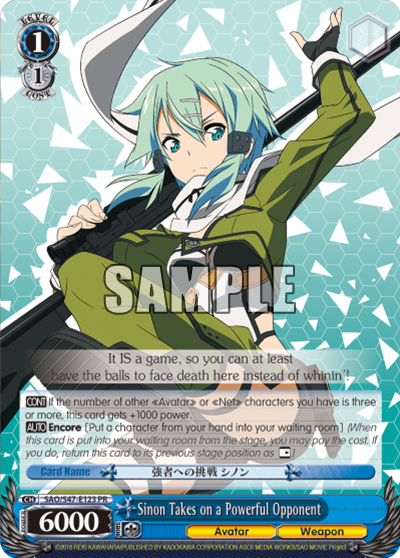 LEVEL
1
1
COST
SAMPLE
It IS a game, so you can at least
have the balls to face death here instead of whinin'!
CONT If the number of other «Avatar» or «Net» characters you have is three
or more, this card gets +1000 power.
AUTO Encore [Put a character from your hand into your waiting room] (When
this card is put into your waiting room from the stage, you may pay the cost. If
you do, return this card to its previous stage position as
Card Name 強者への挑戦 シノン
CH SAO/S47-E123 PR
6000
Sinon Takes on a Powerful Opponent
Avatar Weapon
©2016 REKI KAWAHARA/PUBLISHED BY KADOKAWA CORPORATION ASCII MEDIA WORKS/SAO MOVIE Project